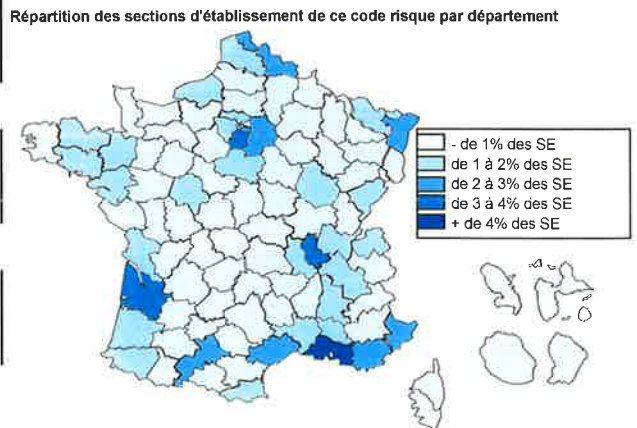 Répartition des sections d'établissement de ce code risque par département
- de 1% des SE
de 1 à 2% des SE
de 2 à 3% des SE
de 3 à 4% des SE
+ de 4% des SE